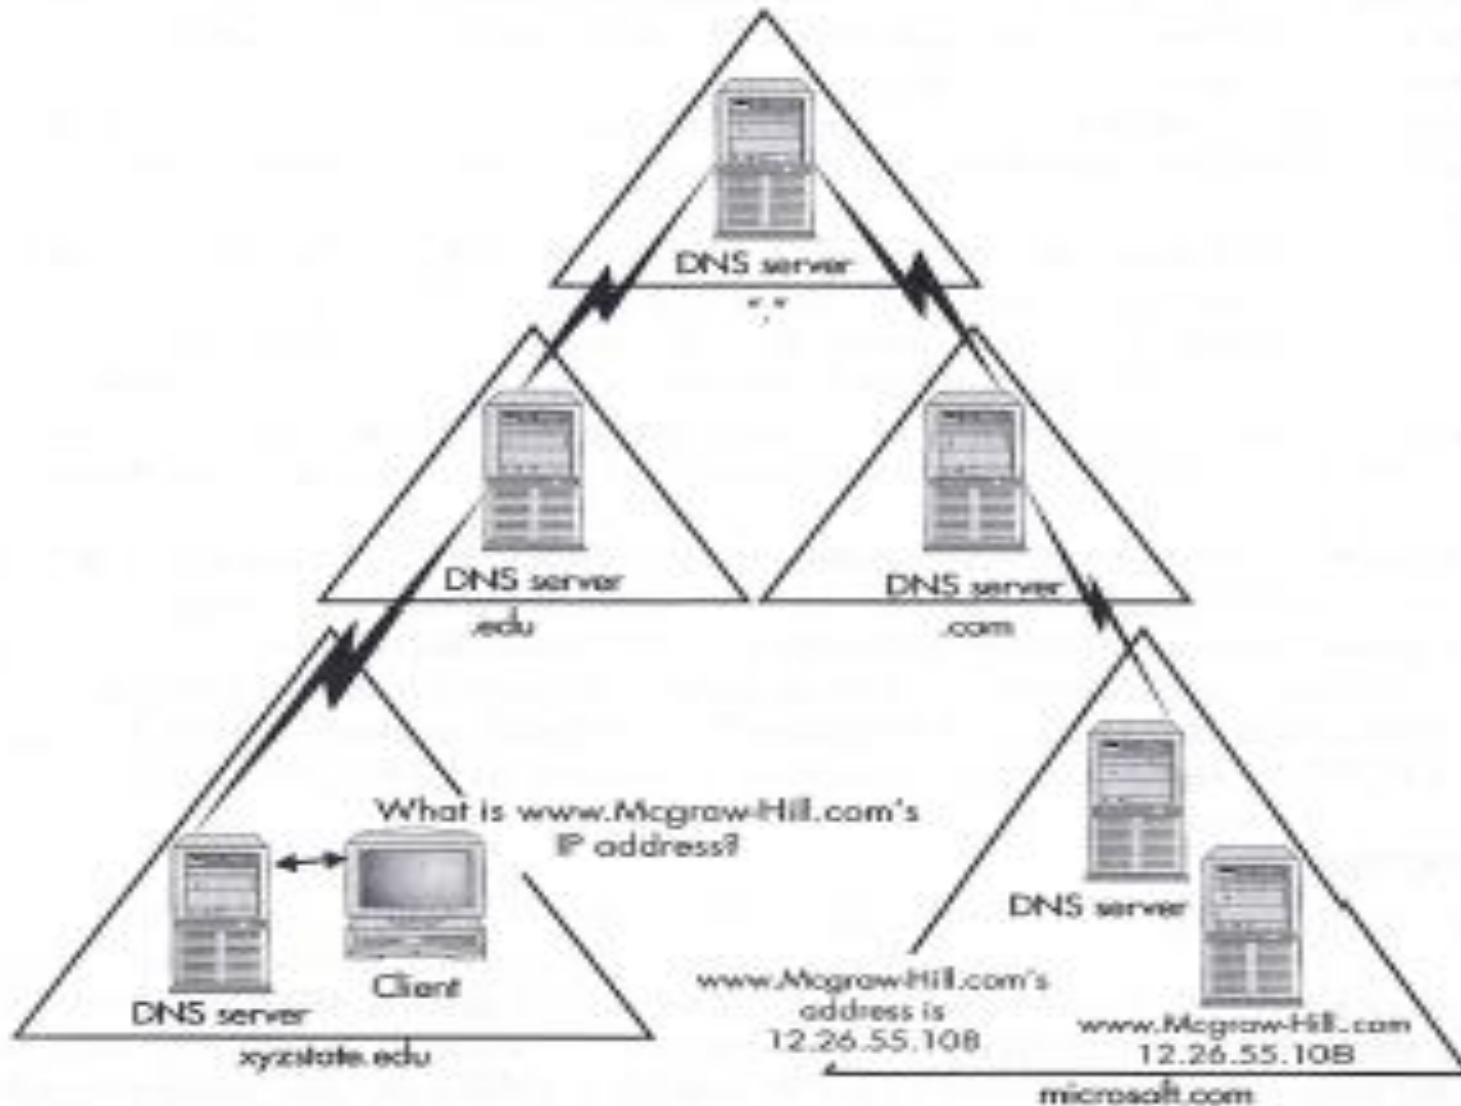 DNS server
"."
DNS server
.edu
DNS server
.com
What is www.Mcgraw-Hill.com's
IP address?
DNS server
Client
DNS server
xyzstate.edu
www.Mcgraw-Hill.com's
address is
12.26.55.108
www.Mcgraw-Hill.com
12.26.55.108
microsoft.com